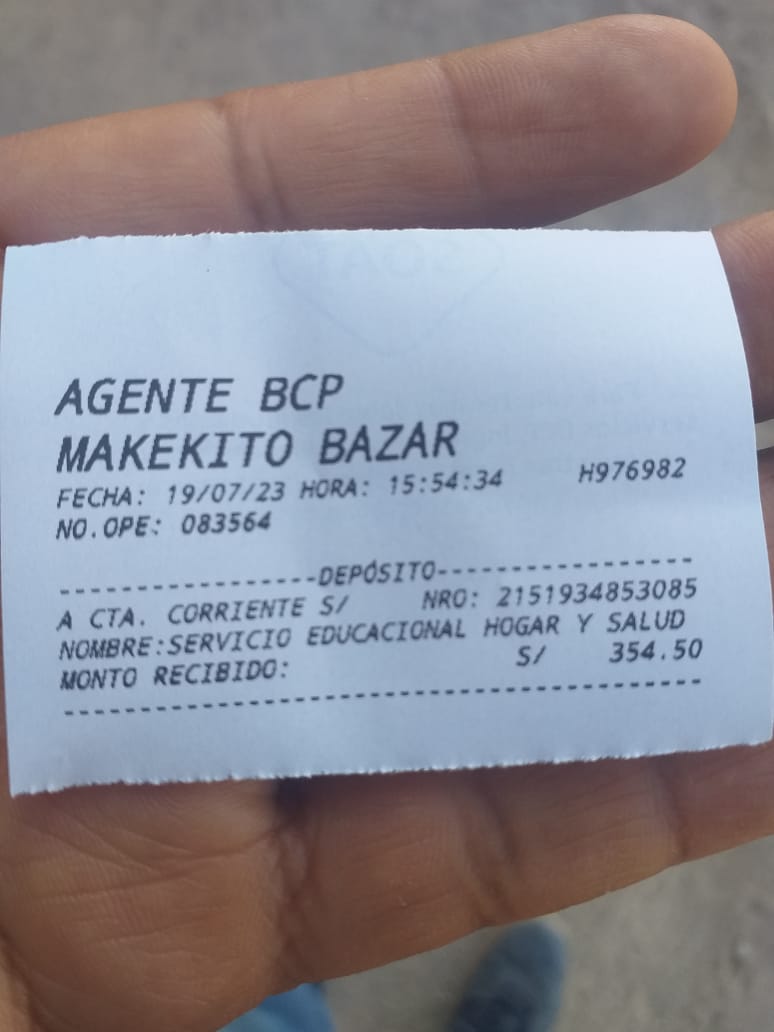 AGENTE BCP
MAKEKITO BAZAR
FECHA: 19/07/23 HORA: 15:54:34 H976982
NO.OPE: 083564
-----------------DEPÓSITO-----------------
A CTA. CORRIENTE S/ NRO: 2151934853085
NOMBRE:SERVICIO EDUCACIONAL HOGAR Y SALUD
MONTO RECIBIDO: S/ 354.50
------------------------------------------